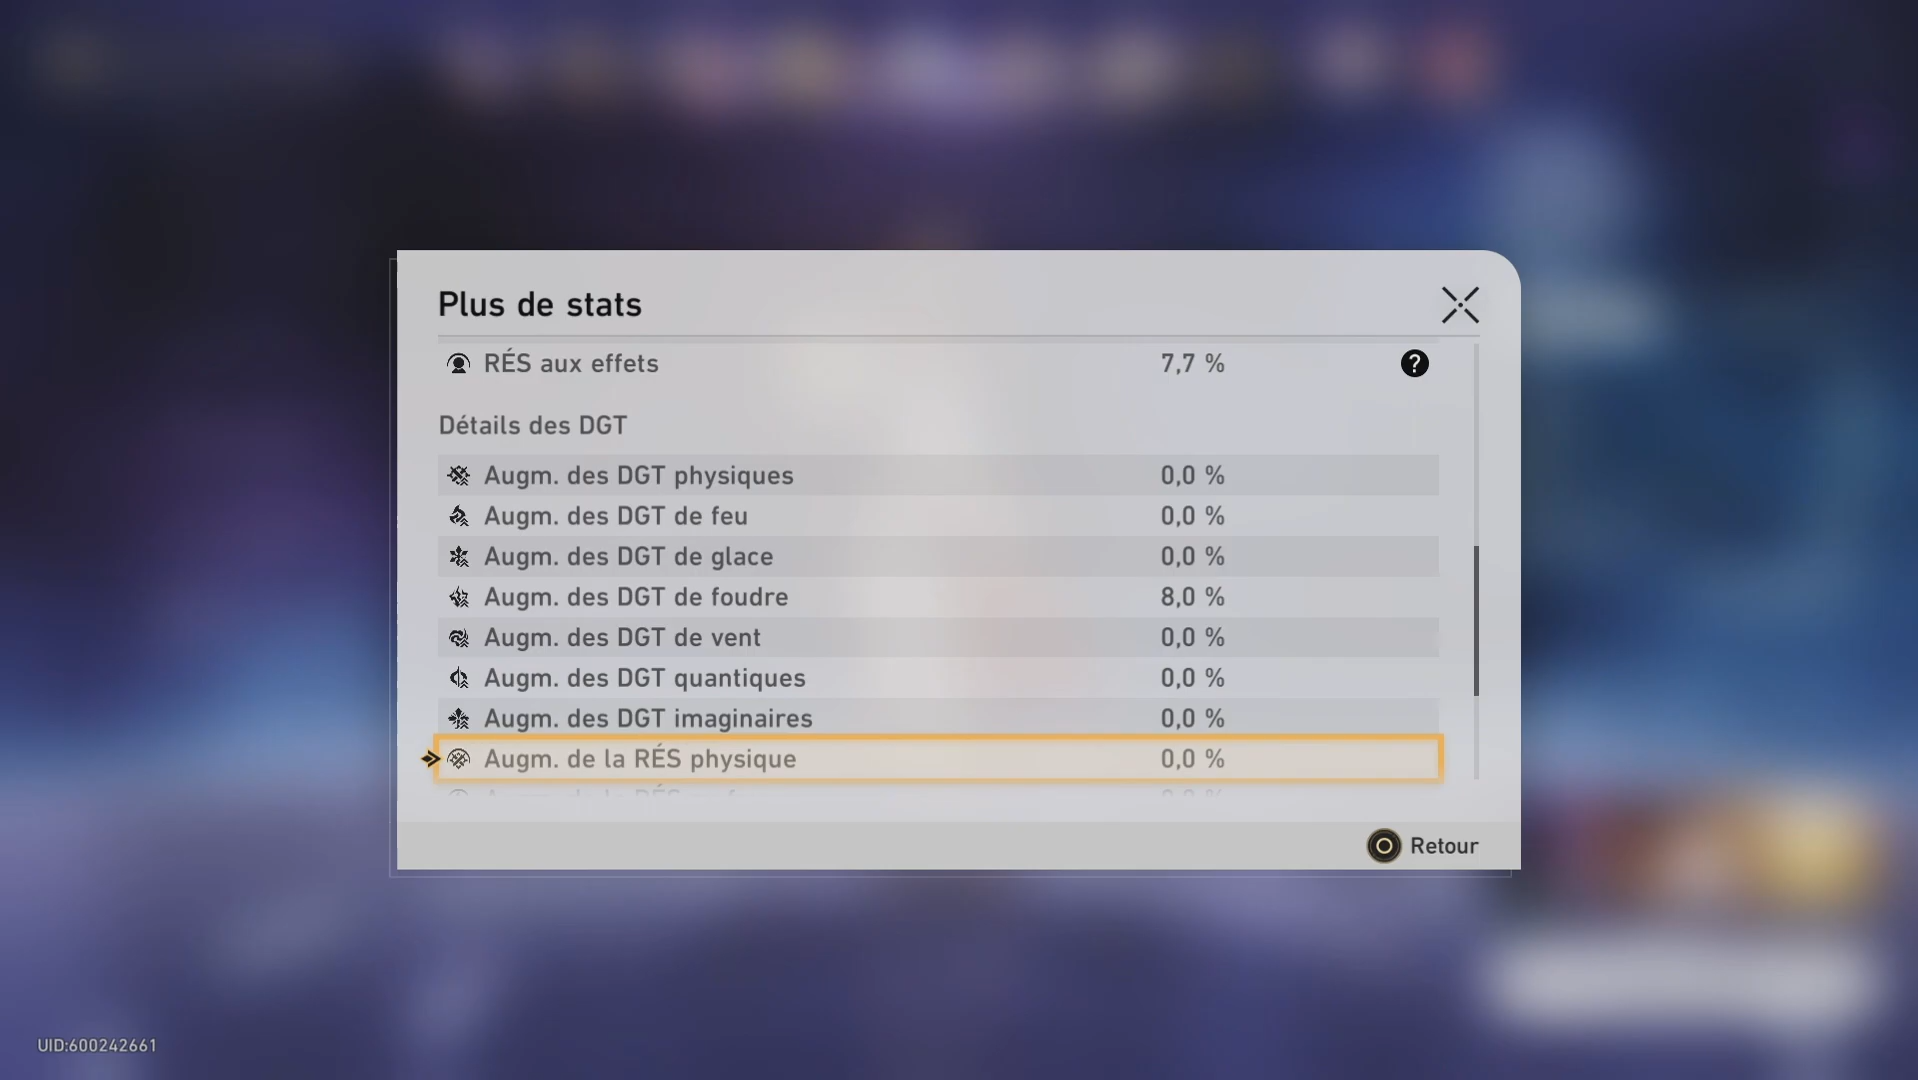 Plus de stats
RÉS aux effets 7,7 % ?
Détails des DGT
Augm. des DGT physiques 0,0 %
Augm. des DGT de feu 0,0 %
Augm. des DGT de glace 0,0 %
Augm. des DGT de foudre 8,0 %
Augm. des DGT de vent 0,0 %
Augm. des DGT quantiques 0,0 %
Augm. des DGT imaginaires 0,0 %
Augm. de la RÉS physique 0,0 %
Retour
UID:600242661